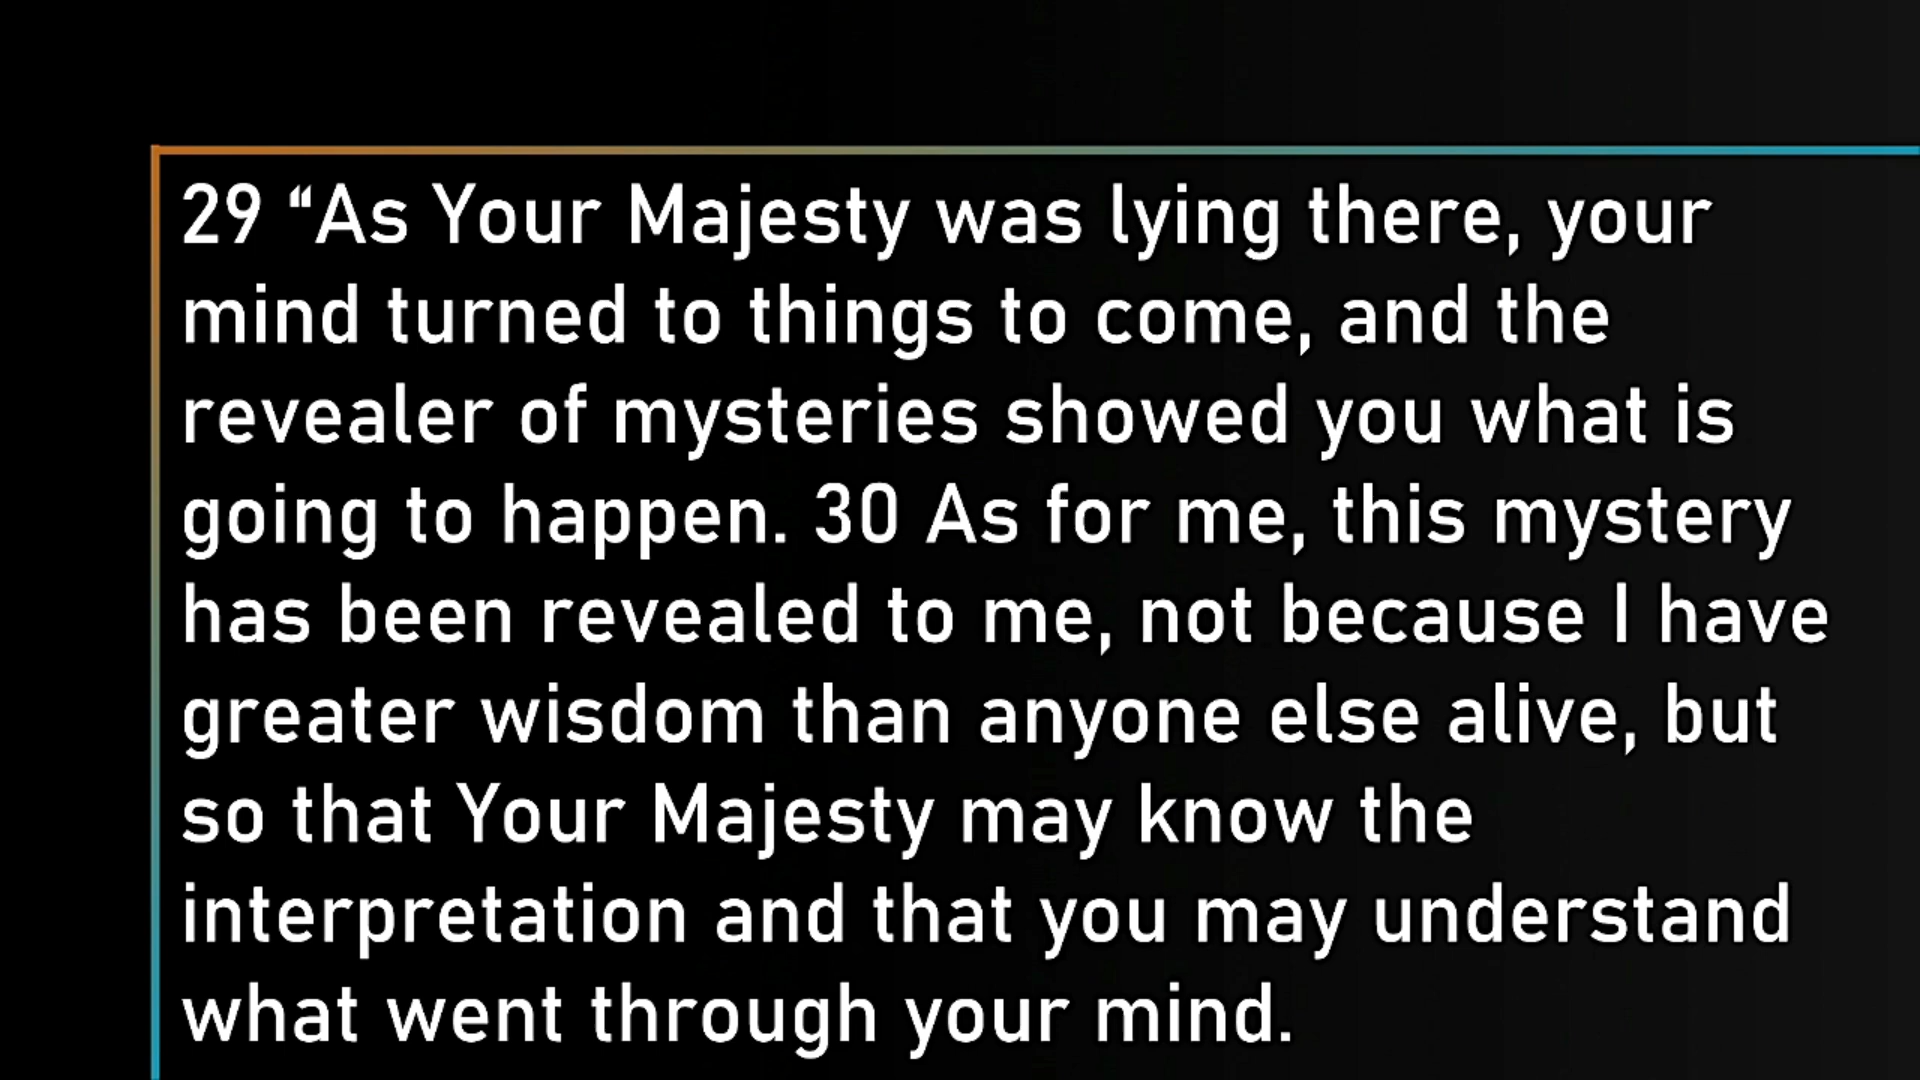 29 “As Your Majesty was lying there, your
mind turned to things to come, and the
revealer of mysteries showed you what is
going to happen. 30 As for me, this mystery
has been revealed to me, not because I have
greater wisdom than anyone else alive, but
so that Your Majesty may know the
interpretation and that you may understand
what went through your mind.